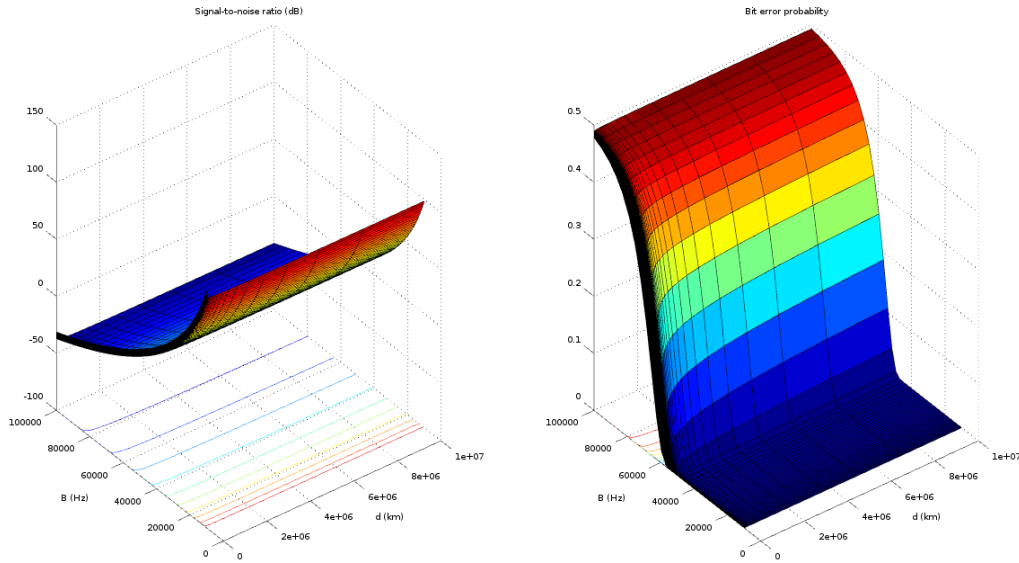 Signal-to-noise ratio (dB)
150
100
50
0
-50
-100
100000
80000
60000
40000
20000
0
B (Hz)
0
2e+06
4e+06
6e+06
8e+06
1e+07
d (km)
Bit error probability
0.5
0.4
0.3
0.2
0.1
0
100000
80000
60000
40000
20000
0
B (Hz)
0
2e+06
4e+06
6e+06
8e+06
1e+07
d (km)